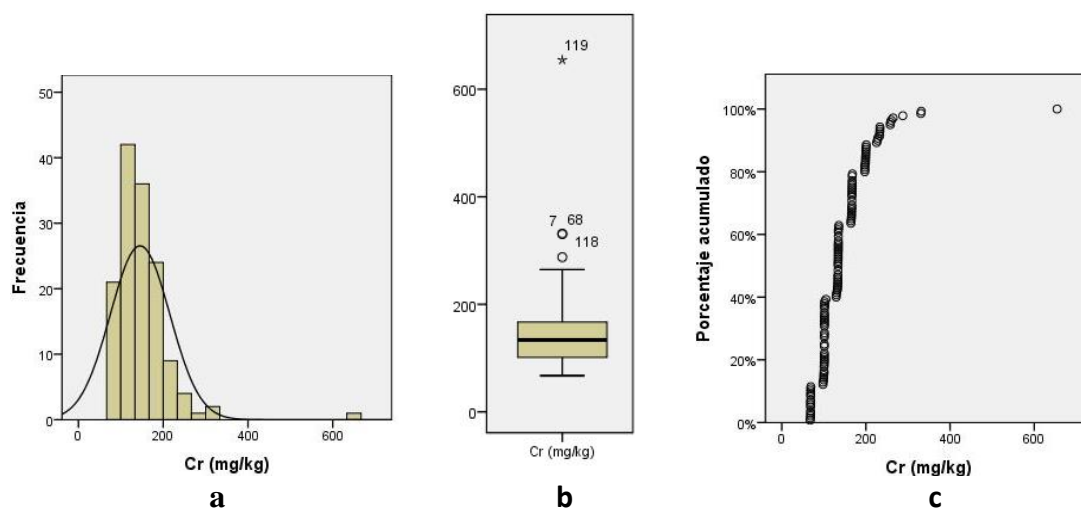 50
40
30
20
10
0
Frecuencia
0 200 400 600
Cr (mg/kg)
a
119
600
400
7 68
118
200
0
Cr (mg/kg)
b
100%
80%
60%
40%
20%
0%
Porcentaje acumulado
0 200 400 600
Cr (mg/kg)
c